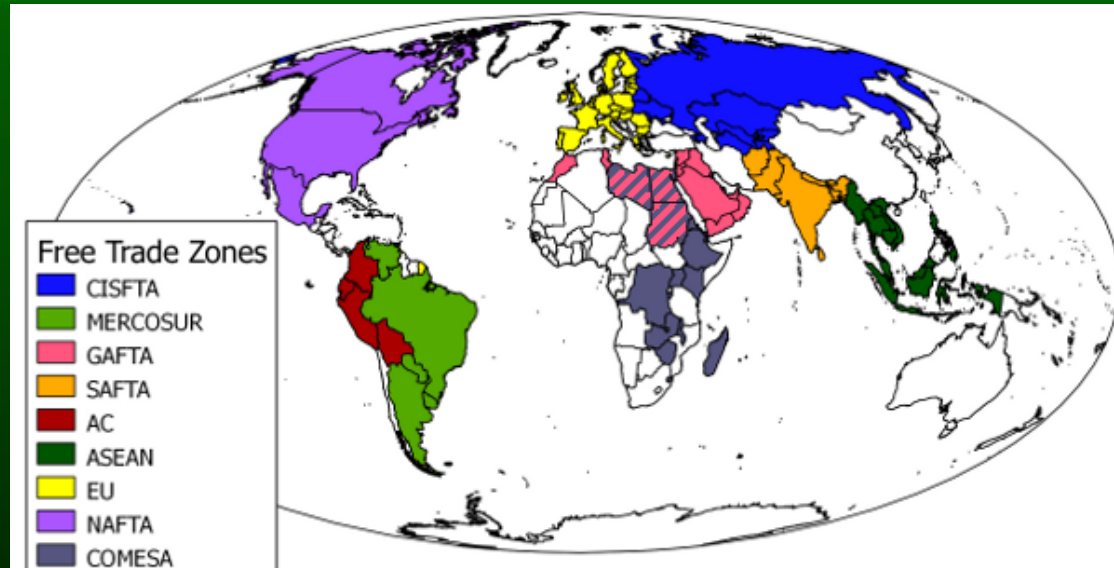 Free Trade Zones
CISFTA
MERCOSUR
GAFTA
SAFTA
AC
ASEAN
EU
NAFTA
COMESA